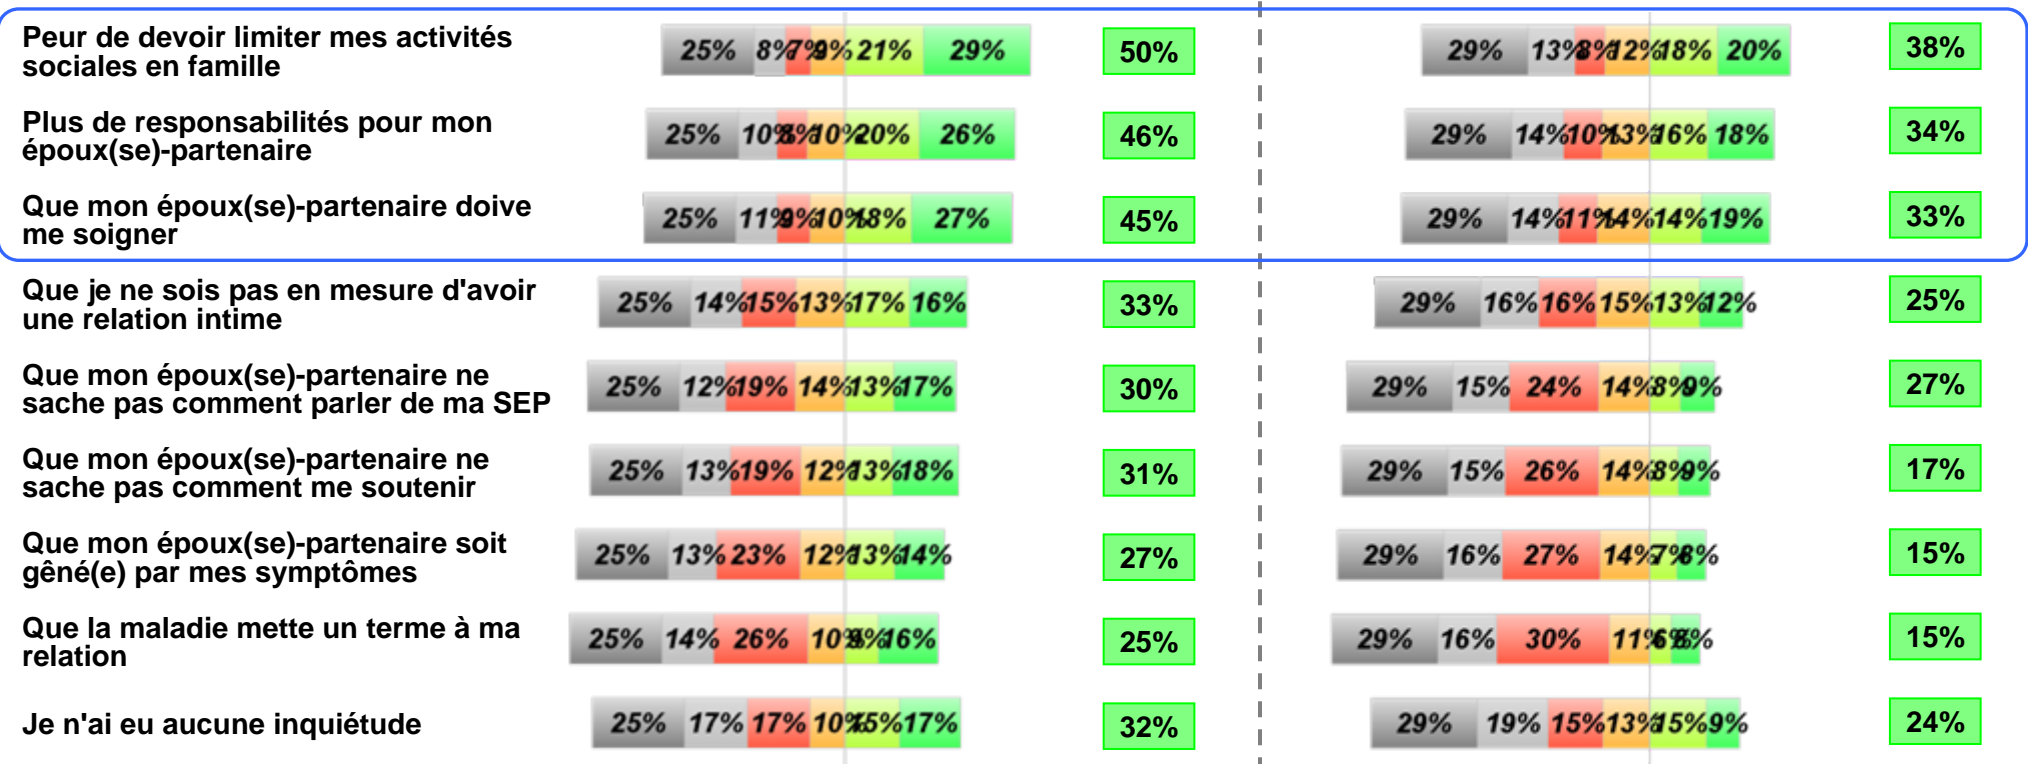 Peur de devoir limiter mes activités
sociales en famille
25% 8% 7% 9% 21% 29% 50% 29% 13% 8% 12% 18% 20% 38%
Plus de responsabilités pour mon
époux(se)-partenaire
25% 10% 8% 10% 20% 26% 46% 29% 14% 10% 13% 16% 18% 34%
Que mon époux(se)-partenaire doive
me soigner
25% 11% 9% 10% 18% 27% 45% 29% 14% 11% 14% 14% 19% 33%
Que je ne sois pas en mesure d'avoir
une relation intime
25% 14% 15% 13% 17% 16% 33% 29% 16% 16% 15% 13% 12% 25%
Que mon époux(se)-partenaire ne
sache pas comment parler de ma SEP
25% 12% 19% 14% 13% 17% 30% 29% 15% 24% 14% 8% 9% 27%
Que mon époux(se)-partenaire ne
sache pas comment me soutenir
25% 13% 19% 12% 13% 18% 31% 29% 15% 26% 14% 8% 9% 17%
Que mon époux(se)-partenaire soit
gêné(e) par mes symptômes
25% 13% 23% 12% 13% 14% 27% 29% 16% 27% 14% 7% 8% 15%
Que la maladie mette un terme à ma
relation
25% 14% 26% 10% 9% 16% 25% 29% 16% 30% 11% 6% 8% 15%
Je n'ai eu aucune inquiétude
25% 17% 17% 10% 15% 17% 32% 29% 19% 15% 13% 15% 9% 24%